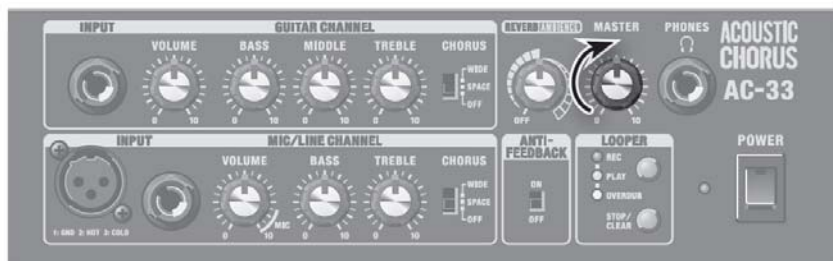 INPUT
GUITAR CHANNEL
VOLUME BASS MIDDLE TREBLE CHORUS
WIDE
SPACE
OFF
0 10 0 10 0 10 0 10
REVERB/AMBIENCE
OFF
MASTER
0 10
PHONES
ACOUSTIC
CHORUS
AC-33
INPUT
1: GND 2: HOT 3: COLD
MIC/LINE CHANNEL
VOLUME BASS TREBLE CHORUS
MIC
WIDE
SPACE
OFF
0 10 0 10 0 10
ANTI-
FEEDBACK
ON
OFF
LOOPER
REC
PLAY
OVERDUB
STOP/
CLEAR
POWER